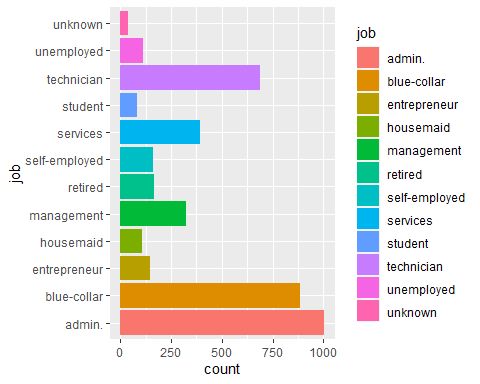 job
unknown
unemployed
technician
student
services
self-employed
retired
management
housemaid
entrepreneur
blue-collar
admin.
0 250 500 750 1000
count
job
admin.
blue-collar
entrepreneur
housemaid
management
retired
self-employed
services
student
technician
unemployed
unknown